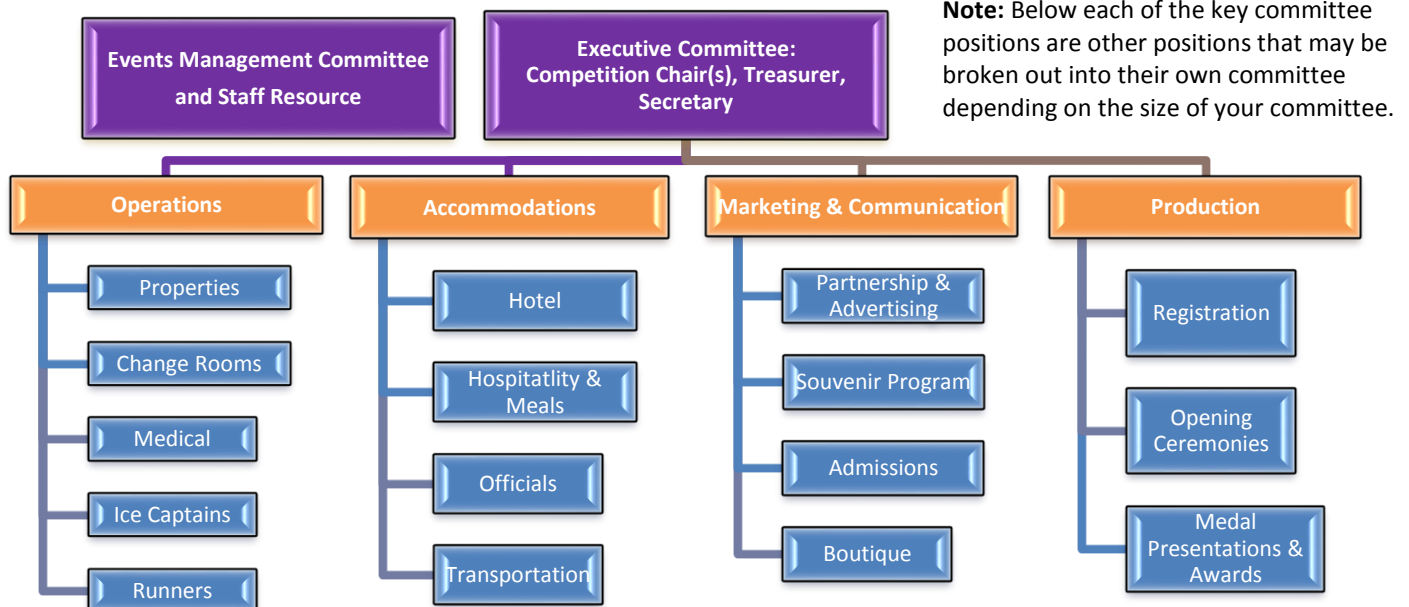 Events Management Committee
and Staff Resource
Executive Committee:
Competition Chair(s), Treasurer,
Secretary
Note: Below each of the key committee
positions are other positions that may be
broken out into their own committee
depending on the size of your committee.
Operations
Properties
Change Rooms
Medical
Ice Captains
Runners
Accommodations
Hotel
Hospitatlity &
Meals
Officials
Transportation
Marketing & Communication
Partnership &
Advertising
Souvenir Program
Admissions
Boutique
Production
Registration
Opening
Ceremonies
Medal
Presentations &
Awards